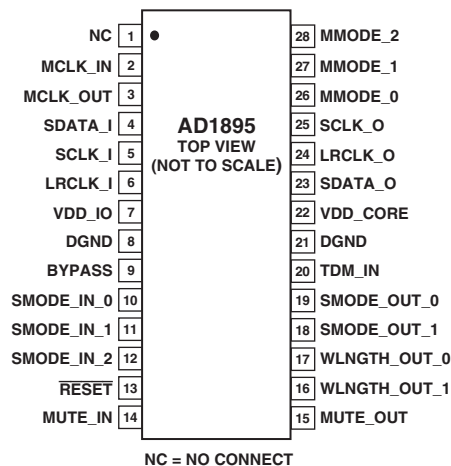 NC 1 28 MMODE_2
MCLK_IN 2 27 MMODE_1
MCLK_OUT 3 26 MMODE_0
SDATA_I 4 AD1895 25 SCLK_O
SCLK_I 5 TOP VIEW 24 LRCLK_O
LRCLK_I 6 (NOT TO SCALE) 23 SDATA_O
VDD_IO 7 22 VDD_CORE
DGND 8 21 DGND
BYPASS 9 20 TDM_IN
SMODE_IN_0 10 19 SMODE_OUT_0
SMODE_IN_1 11 18 SMODE_OUT_1
SMODE_IN_2 12 17 WLNGTH_OUT_0
RESET 13 16 WLNGTH_OUT_1
MUTE_IN 14 15 MUTE_OUT
NC = NO CONNECT